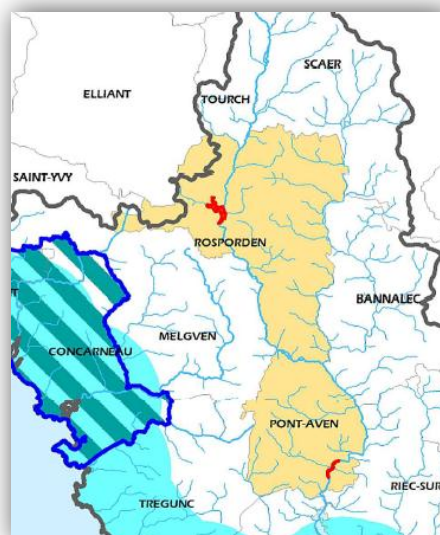 SCAER
ELLIANT
TOURCH
SAINT-YVY
ROSPORDEN
BANNALEC
MELGVEN
CONCARNEAU
PONT-AVEN
RIEC-SUR
TREGUNC